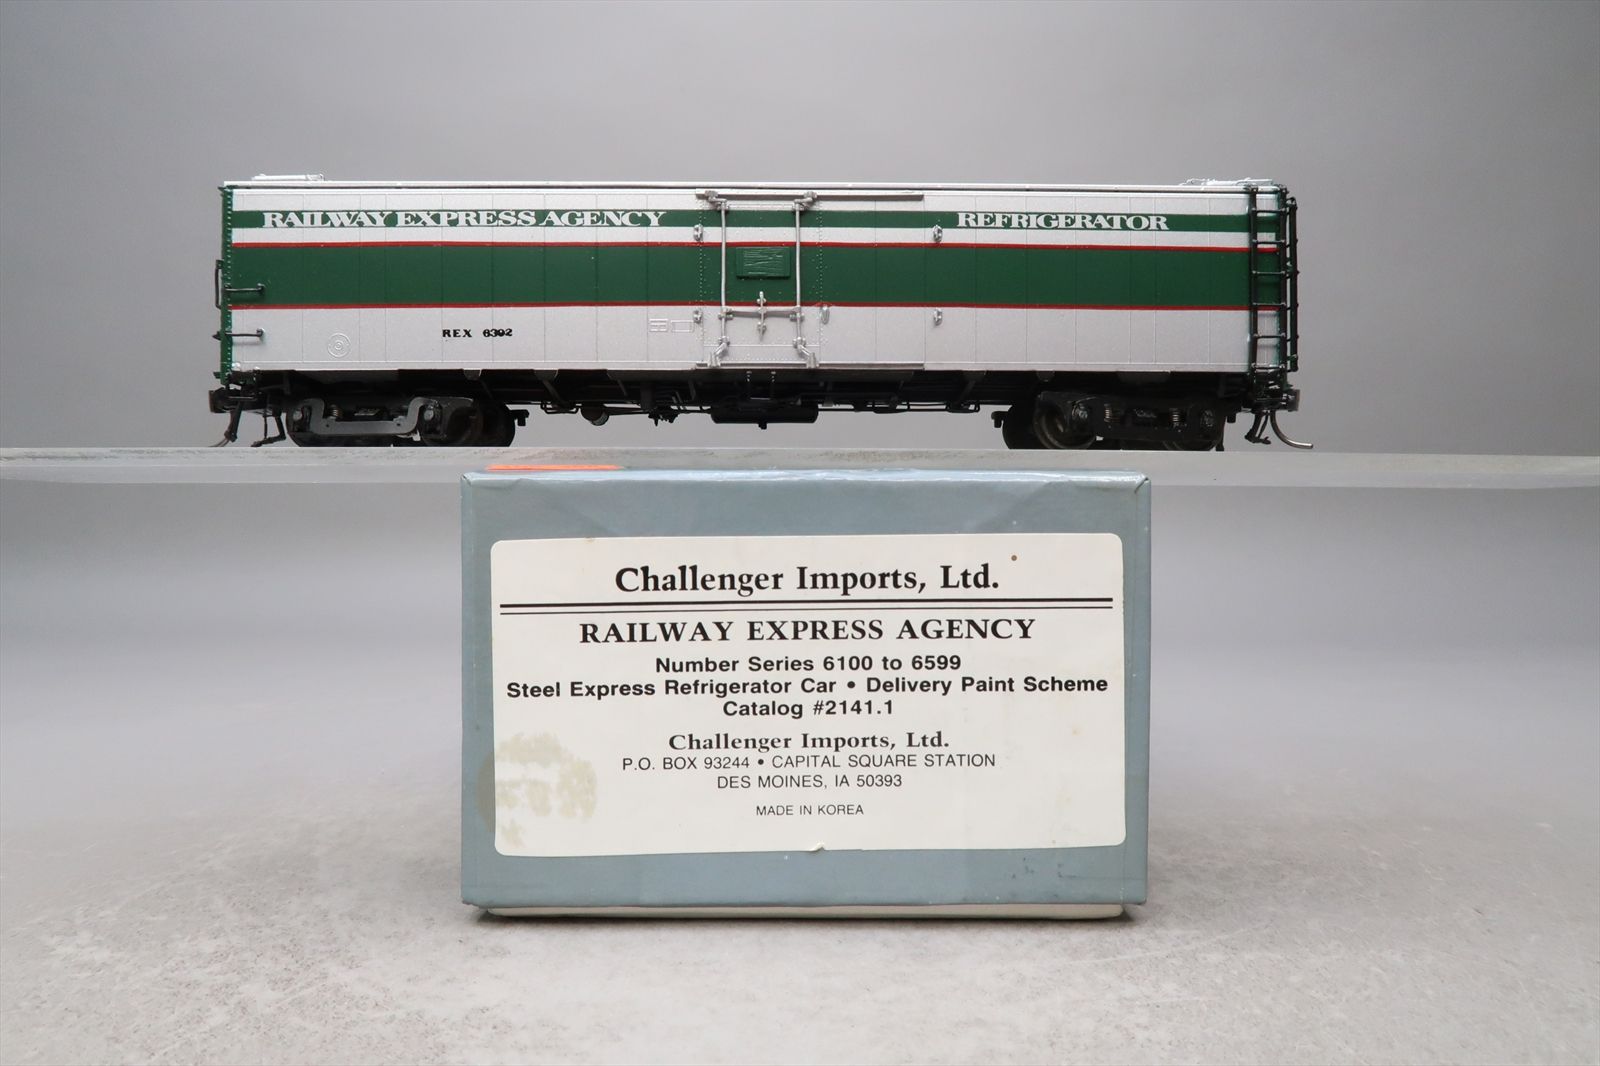 RAILWAY EXPRESS AGENCY
REFRIGERATOR
REX 6302
Challenger Imports, Ltd.
RAILWAY EXPRESS AGENCY
Number Series 6100 to 6599
Steel Express Refrigerator Car • Delivery Paint Scheme
Catalog #2141.1
Challenger Imports, Ltd.
P.O. BOX 93244 • CAPITAL SQUARE STATION
DES MOINES, IA 50393
MADE IN KOREA